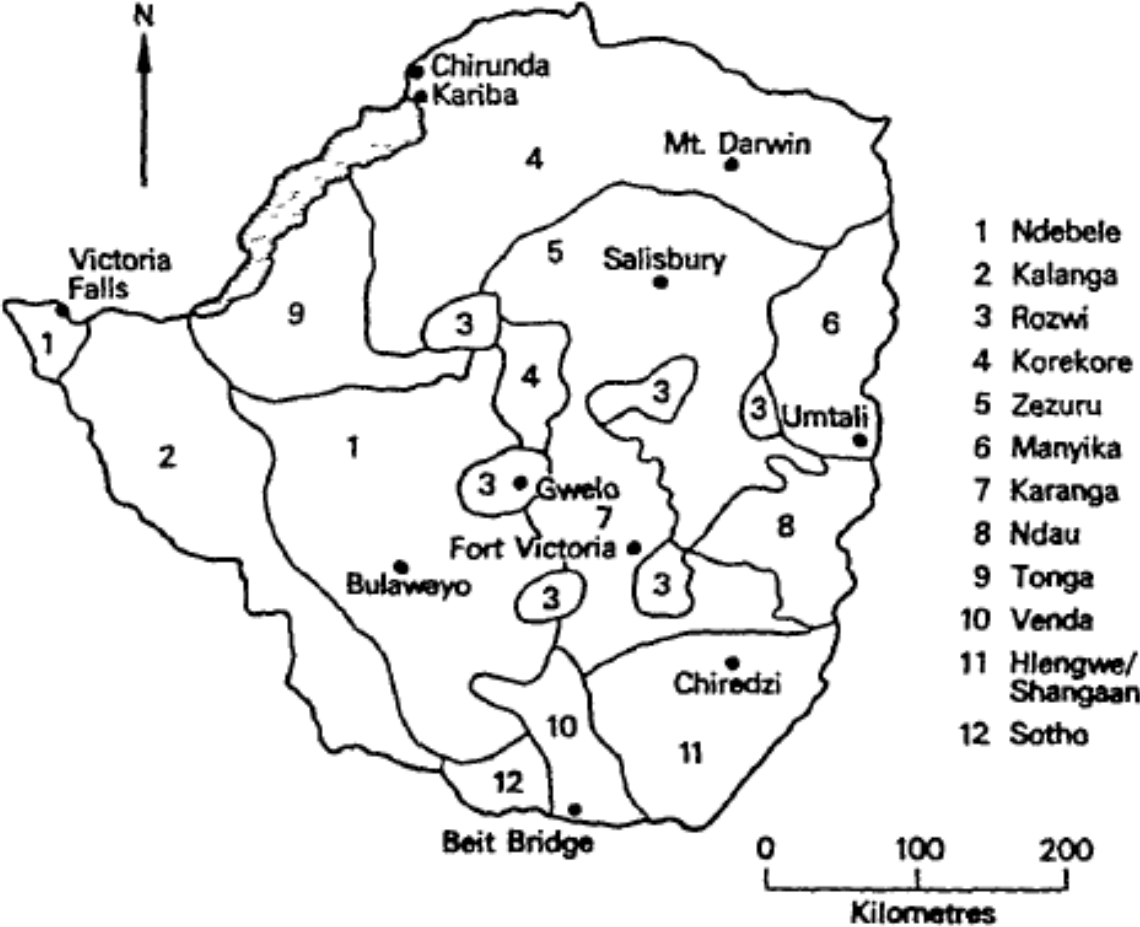 N
Chirunda
Kariba
Mt. Darwin
4
Victoria
Falls
5
Salisbury
9
3
6
1
4
3
3
Umtali
2
1
3
Gwelo
7
8
Fort Victoria
Bulawayo
3
3
Chiredzi
10
11
12
Beit Bridge
1 Ndebele
2 Kalanga
3 Rozwi
4 Korekore
5 Zezuru
6 Manyika
7 Karanga
8 Ndau
9 Tonga
10 Venda
11 Hlengwe/
Shangaan
12 Sotho
0 100 200
Kilometres